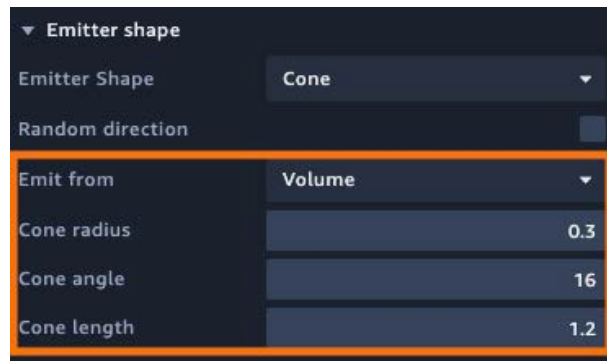 Emitter shape
Emitter Shape Cone
Random direction
Emit from Volume
Cone radius 0.3
Cone angle 16
Cone length 1.2